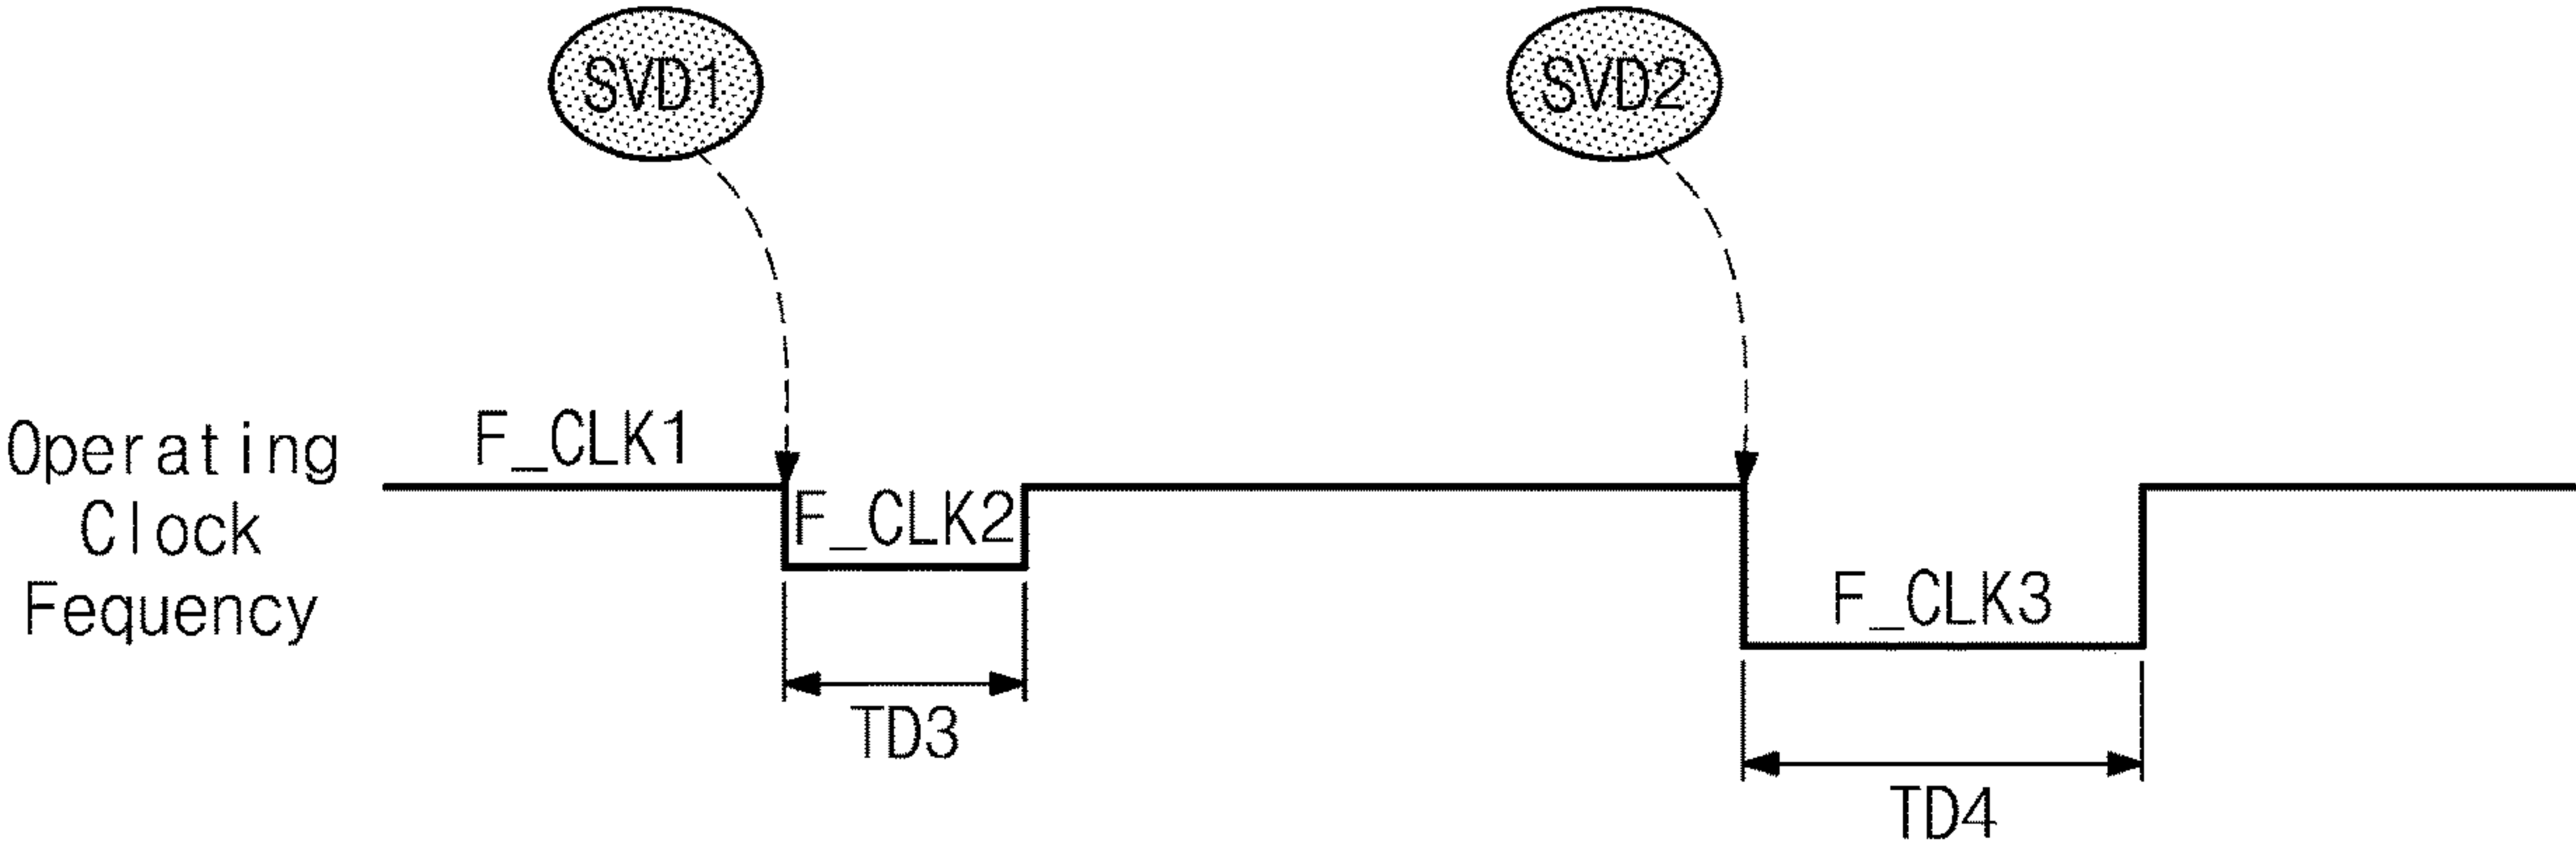 SVD1
SVD2
F_CLK1
Operating
Clock
Fequency
F_CLK2
F_CLK3
TD3
TD4